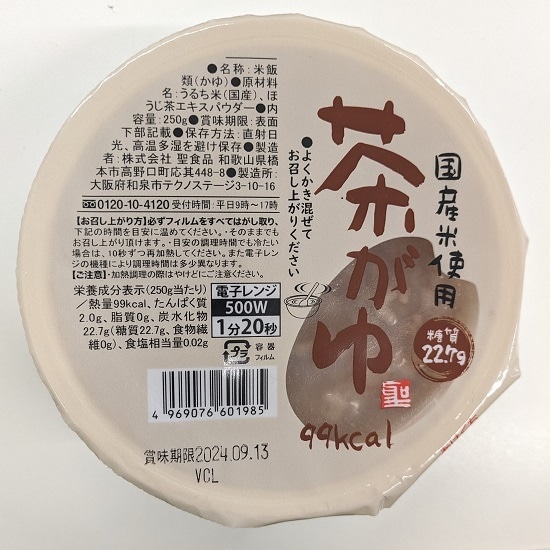 ●名称:米飯
類(かゆ)●原材料
名:うるち米(国産)、ほ
うじ茶エキスパウダー●内
容量:250g●賞味期限:表面
下部記載●保存方法:直射日
光、高温多湿を避け保存●製造
者:株式会社 聖食品 和歌山県橋
本市高野口町応其448-8●製造所:
大阪府和泉市テクノステージ3-10-16
0120-10-4120 受付時間:平日9時〜17時
【お召し上がり方】必ずフィルムをすべてはがし取り、
下記の時間を目安に温めてください。・そのままでも
お召し上がり頂けます。・目安の調理時間でも冷たい
場合は、10秒ずつ再加熱してください。また電子レン
ジの機種により調理時間は多少異なります。
【ご注意】・加熱調理の際はやけどにご注意ください。
栄養成分表示(250g当たり)
/熱量99kcal、たんぱく質
2.0g、脂質0g、炭水化物
22.7g(糖質22.7g、食物繊
維0g)、食塩相当量0.02g
電子レンジ
500W
1分20秒
プラ
容器
フィルム
4 969076 601985
賞味期限2024.09.13
VCL
●よくかき混ぜて
お召し上がりください
茶がゆ
国産米使用
糖質
22.7g
聖
99kcal